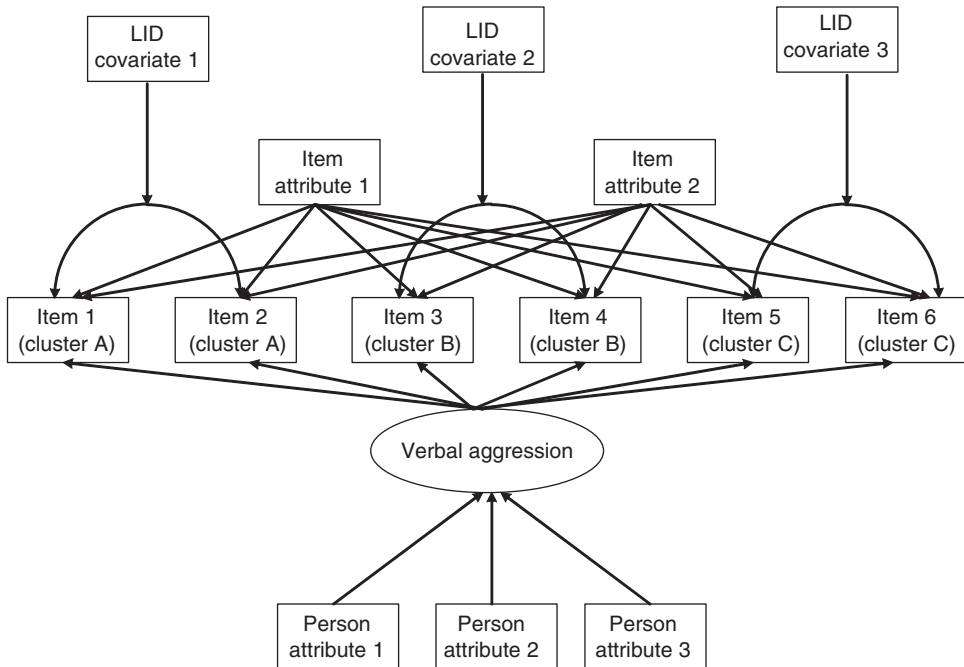 LID
covariate 1
LID
covariate 2
LID
covariate 3
Item
attribute 1
Item
attribute 2
Item 1
(cluster A)
Item 2
(cluster A)
Item 3
(cluster B)
Item 4
(cluster B)
Item 5
(cluster C)
Item 6
(cluster C)
Verbal aggression
Person
attribute 1
Person
attribute 2
Person
attribute 3